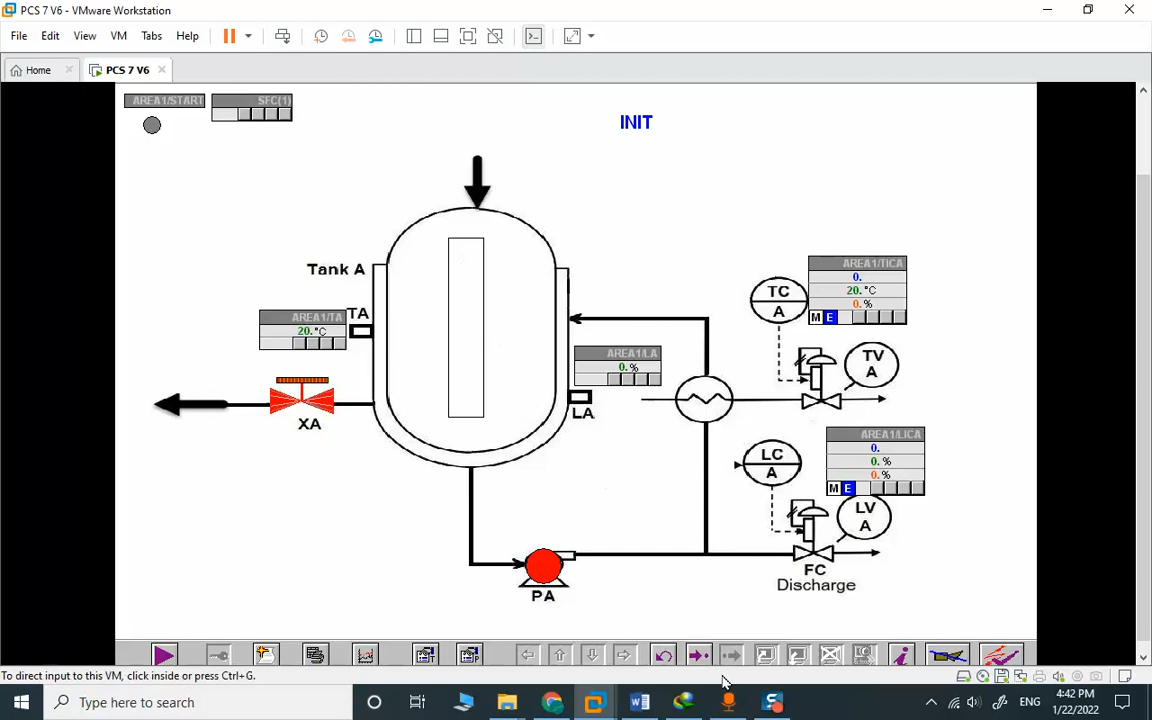 PCS 7 V6 - VMware Workstation
File Edit View VM Tabs Help
Home PCS 7 V6
AREA1/START SFC(1)
INIT
Tank A
AREA1/TA
20. °C
TA
XA
AREA1/LA
0. %
LA
TC
A
AREA1/TICA
0.
20. °C
0. %
M E
TV
A
LC
A
AREA1/LICA
0.
0. %
0. %
M E
LV
A
FC
Discharge
PA
To direct input to this VM, click inside or press Ctrl+G.
Type here to search
ENG
4:42 PM
1/22/2022